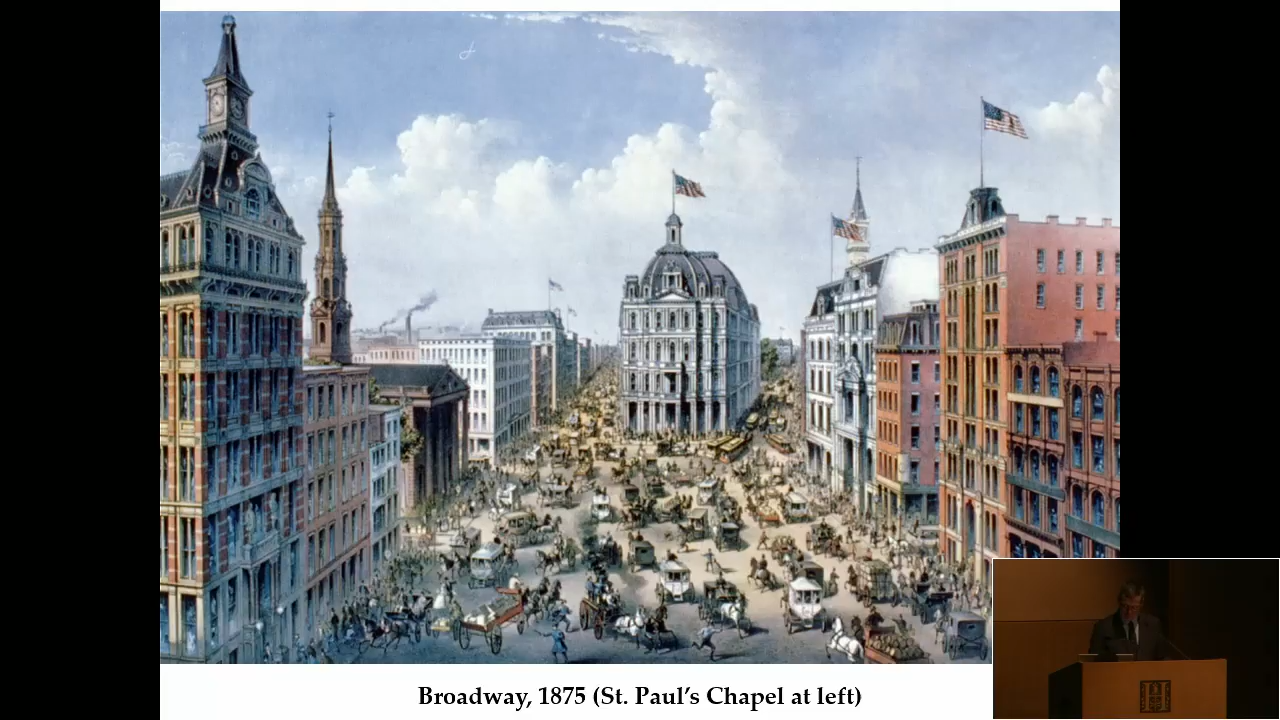 Broadway, 1875 (St. Paul’s Chapel at left)